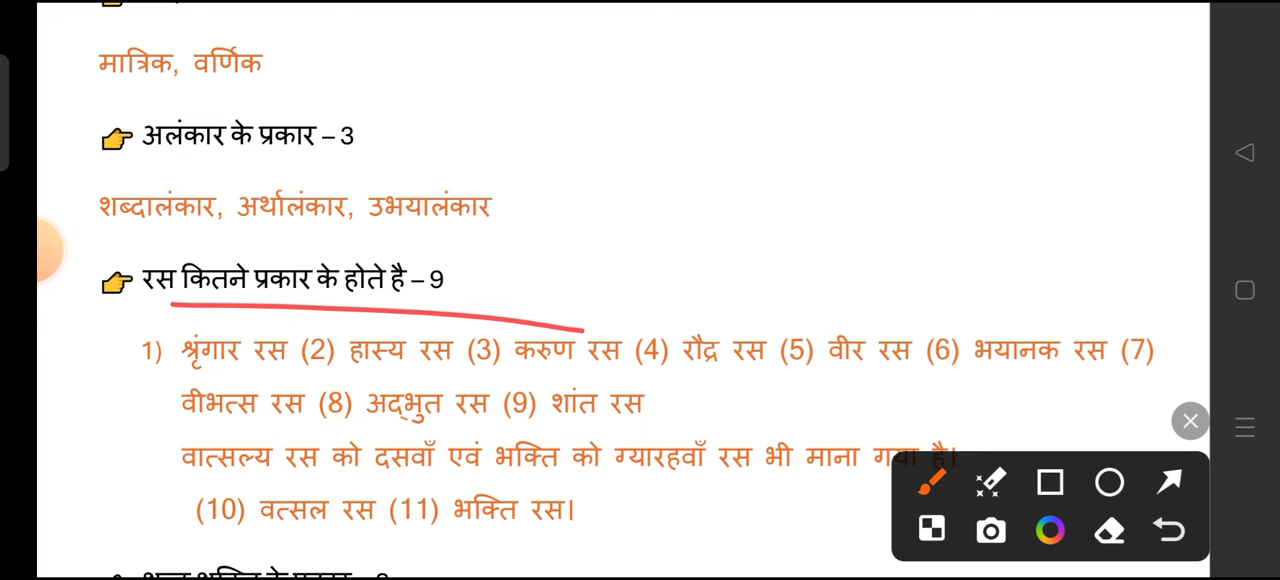 मात्रिक, वर्णिक
👉 अलंकार के प्रकार – 3
शब्दालंकार, अर्थालंकार, उभयालंकार
👉 रस कितने प्रकार के होते है – 9
1) श्रृंगार रस (2) हास्य रस (3) करुण रस (4) रौद्र रस (5) वीर रस (6) भयानक रस (7)
वीभत्स रस (8) अद्भुत रस (9) शांत रस
वात्सल्य रस को दसवाँ एवं भक्ति को ग्यारहवाँ रस भी माना गया है।
(10) वत्सल रस (11) भक्ति रस।